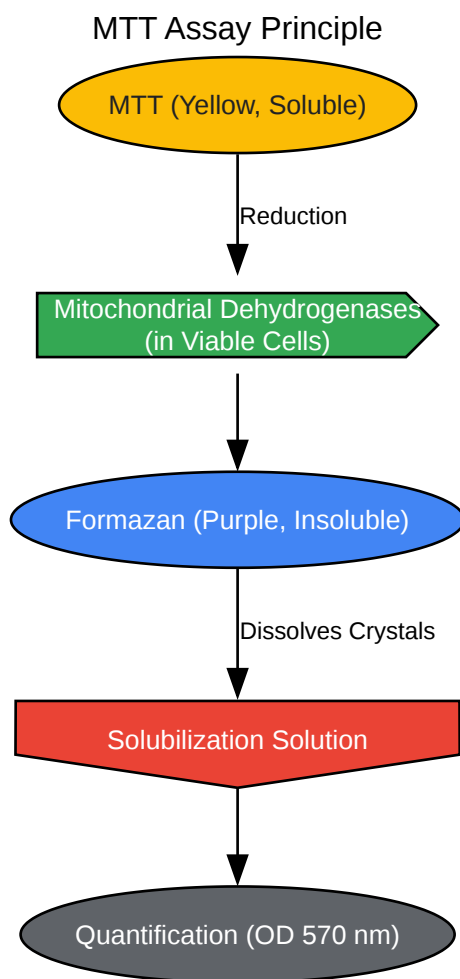 MTT Assay Principle
MTT (Yellow, Soluble)
Reduction
Mitochondrial Dehydrogenases
(in Viable Cells)
Formazan (Purple, Insoluble)
Dissolves Crystals
Solubilization Solution
Quantification (OD 570 nm)